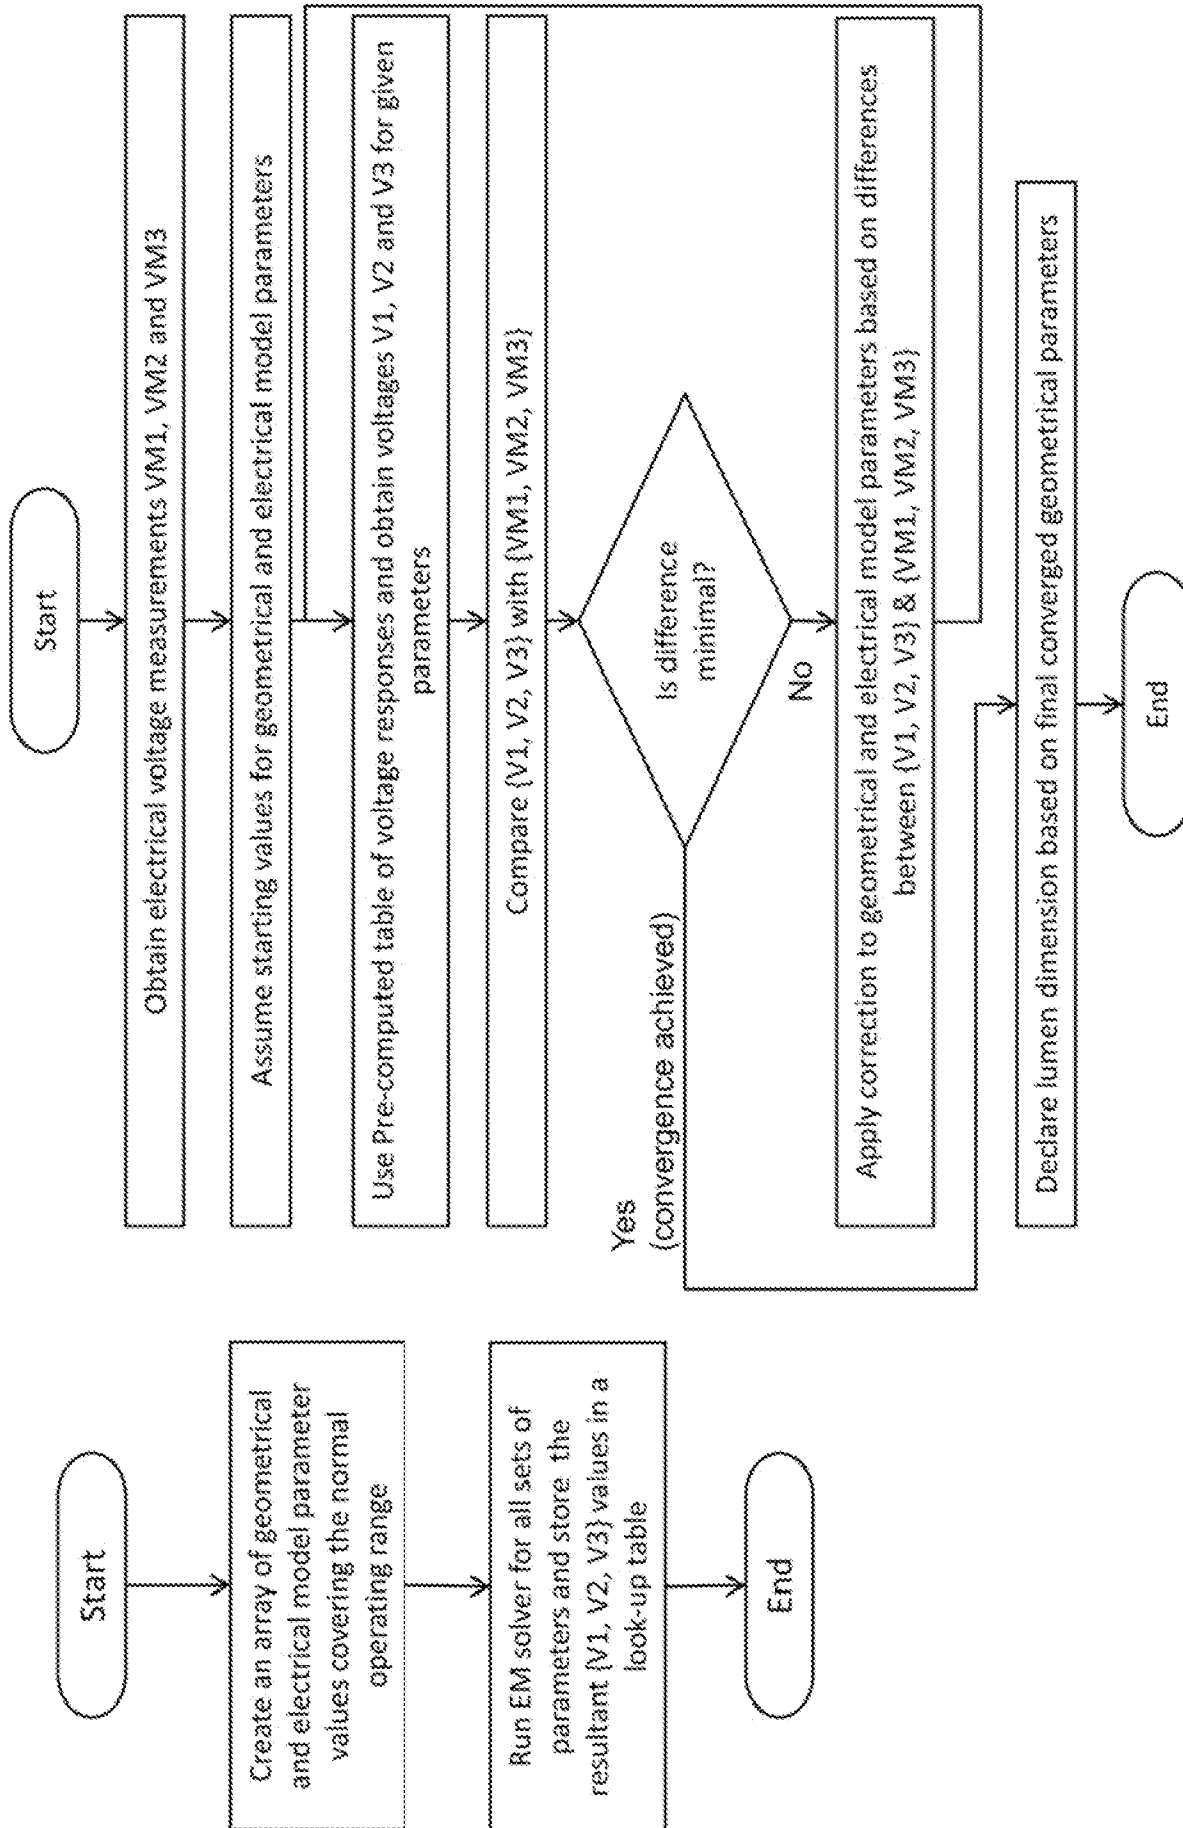 Start
Create an array of geometrical
and electrical model parameter
values covering the normal
operating range
Run EM solver for all sets of
parameters and store the
resultant {V1, V2, V3} values in a
look-up table
End
Start
Obtain electrical voltage measurements VM1, VM2 and VM3
Assume starting values for geometrical and electrical model parameters
Use Pre-computed table of voltage responses and obtain voltages V1, V2 and V3 for given
parameters
Compare {V1, V2, V3} with {VM1, VM2, VM3}
Is difference
minimal?
Yes
(convergence achieved)
No
Apply correction to geometrical and electrical model parameters based on differences
between {V1, V2, V3} & {VM1, VM2, VM3}
Declare lumen dimension based on final converged geometrical parameters
End